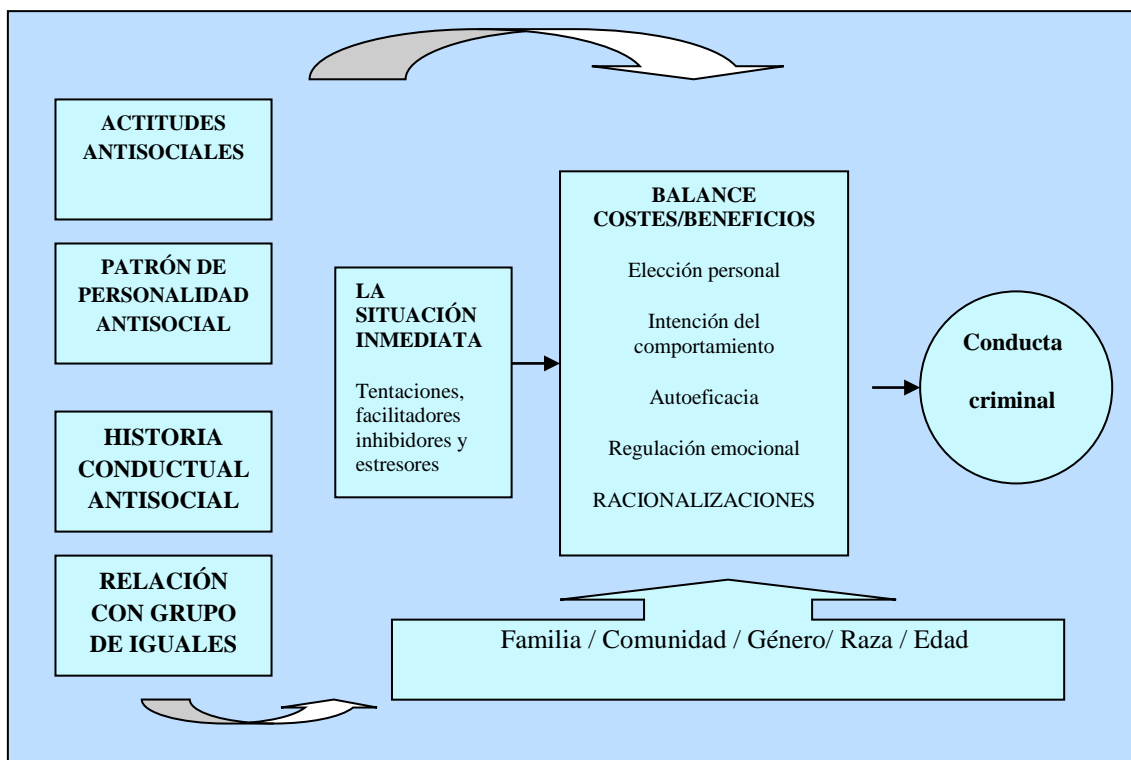 ACTITUDES
ANTISOCIALES
PATRÓN DE
PERSONALIDAD
ANTISOCIAL
HISTORIA
CONDUCTUAL
ANTISOCIAL
RELACIÓN
CON GRUPO
DE IGUALES
LA
SITUACIÓN
INMEDIATA
Tentaciones,
facilitadores
inhibidores y
estresores
BALANCE
COSTES/BENEFICIOS
Elección personal
Intención del
comportamiento
Autoeficacia
Regulación emocional
RACIONALIZACIONES
Conducta
criminal
Familia / Comunidad / Género/ Raza / Edad